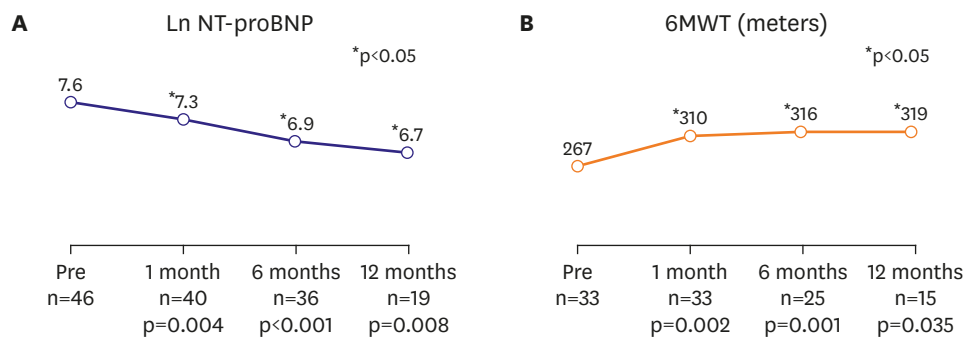 A Ln NT-proBNP
*p<0.05
7.6
*7.3
*6.9
*6.7
Pre 1 month 6 months 12 months
n=46 n=40 n=36 n=19
p=0.004 p<0.001 p=0.008
B 6MWT (meters)
*p<0.05
267
*310
*316
*319
Pre 1 month 6 months 12 months
n=33 n=33 n=25 n=15
p=0.002 p=0.001 p=0.035